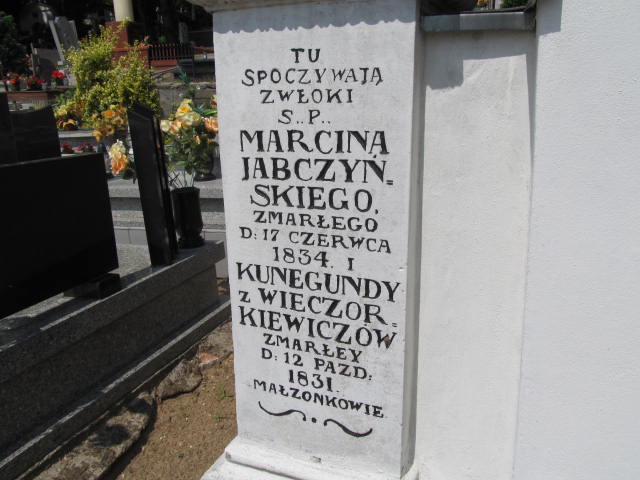 TU
SPOCZYWAJĄ
ZWŁOKI
S..P..
MARCINA
JABCZYŃ=
SKIEGO,
ZMARŁEGO
D: 17 CZERWCA
1834. I
KUNEGUNDY
Z WIECZOR=
KIEWICZÓW
ZMARŁEY
D: 12 PAZD:
1831.
MAŁZONKOWIE